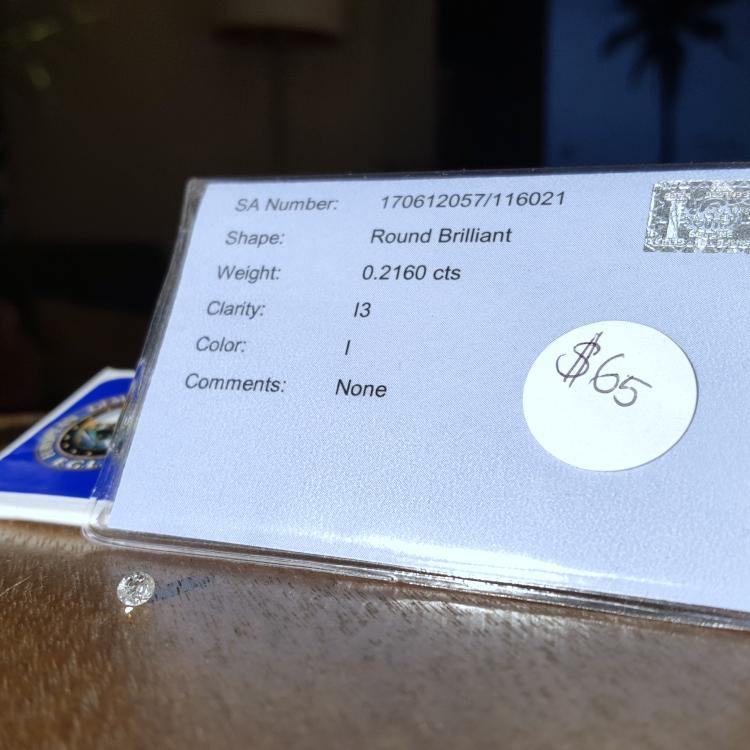 SA Number: 170612057/116021
Shape: Round Brilliant
Weight: 0.2160 cts
Clarity: I3
Color: I
Comments: None
$65